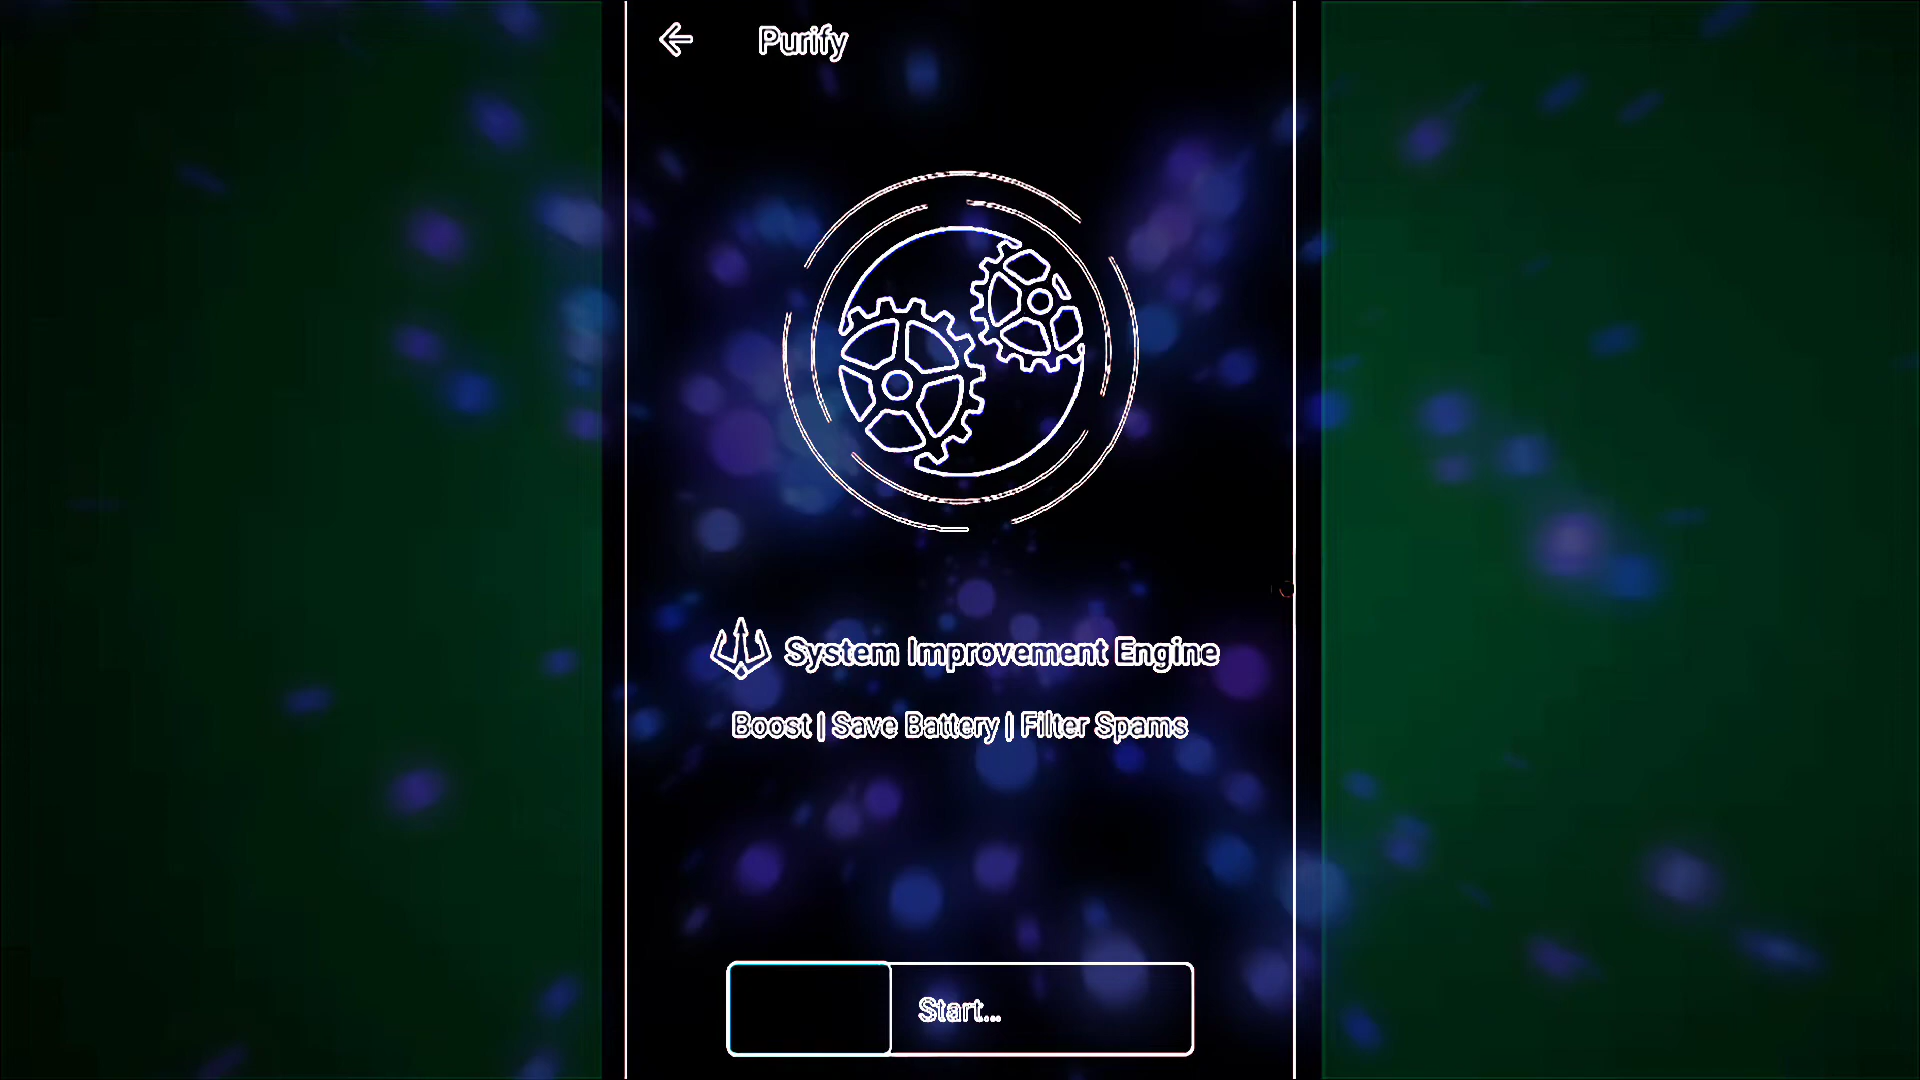 Purify
System Improvement Engine
Boost | Save Battery | Filter Spams
Start...